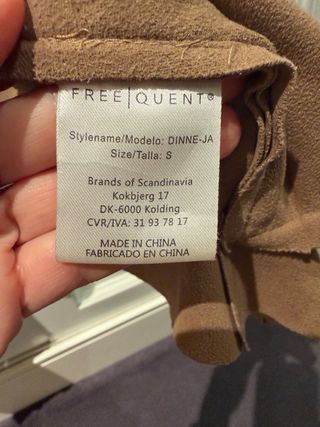 FREE|QUENT®
Stylename/Modelo: DINNE-JA
Size/Talla: S
Brands of Scandinavia
Kokbjerg 17
DK-6000 Kolding
CVR/IVA: 31 93 78 17
MADE IN CHINA
FABRICADO EN CHINA